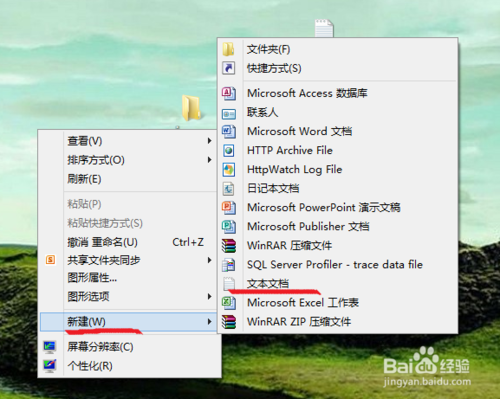 查看(V)
排序方式(O)
刷新(E)
粘贴(P)
粘贴快捷方式(S)
撤消 重命名(U) Ctrl+Z
共享文件夹同步
图形属性...
图形选项
新建(W)
屏幕分辨率(C)
个性化(R)
文件夹(F)
快捷方式(S)
Microsoft Access 数据库
联系人
Microsoft Word 文档
HTTP Archive File
HttpWatch Log File
日记本文档
Microsoft PowerPoint 演示文稿
Microsoft Publisher 文档
WinRAR 压缩文件
SQL Server Profiler - trace data file
文本文档
Microsoft Excel 工作表
WinRAR ZIP 压缩文件
Baidu 经验
jingyan.baidu.com